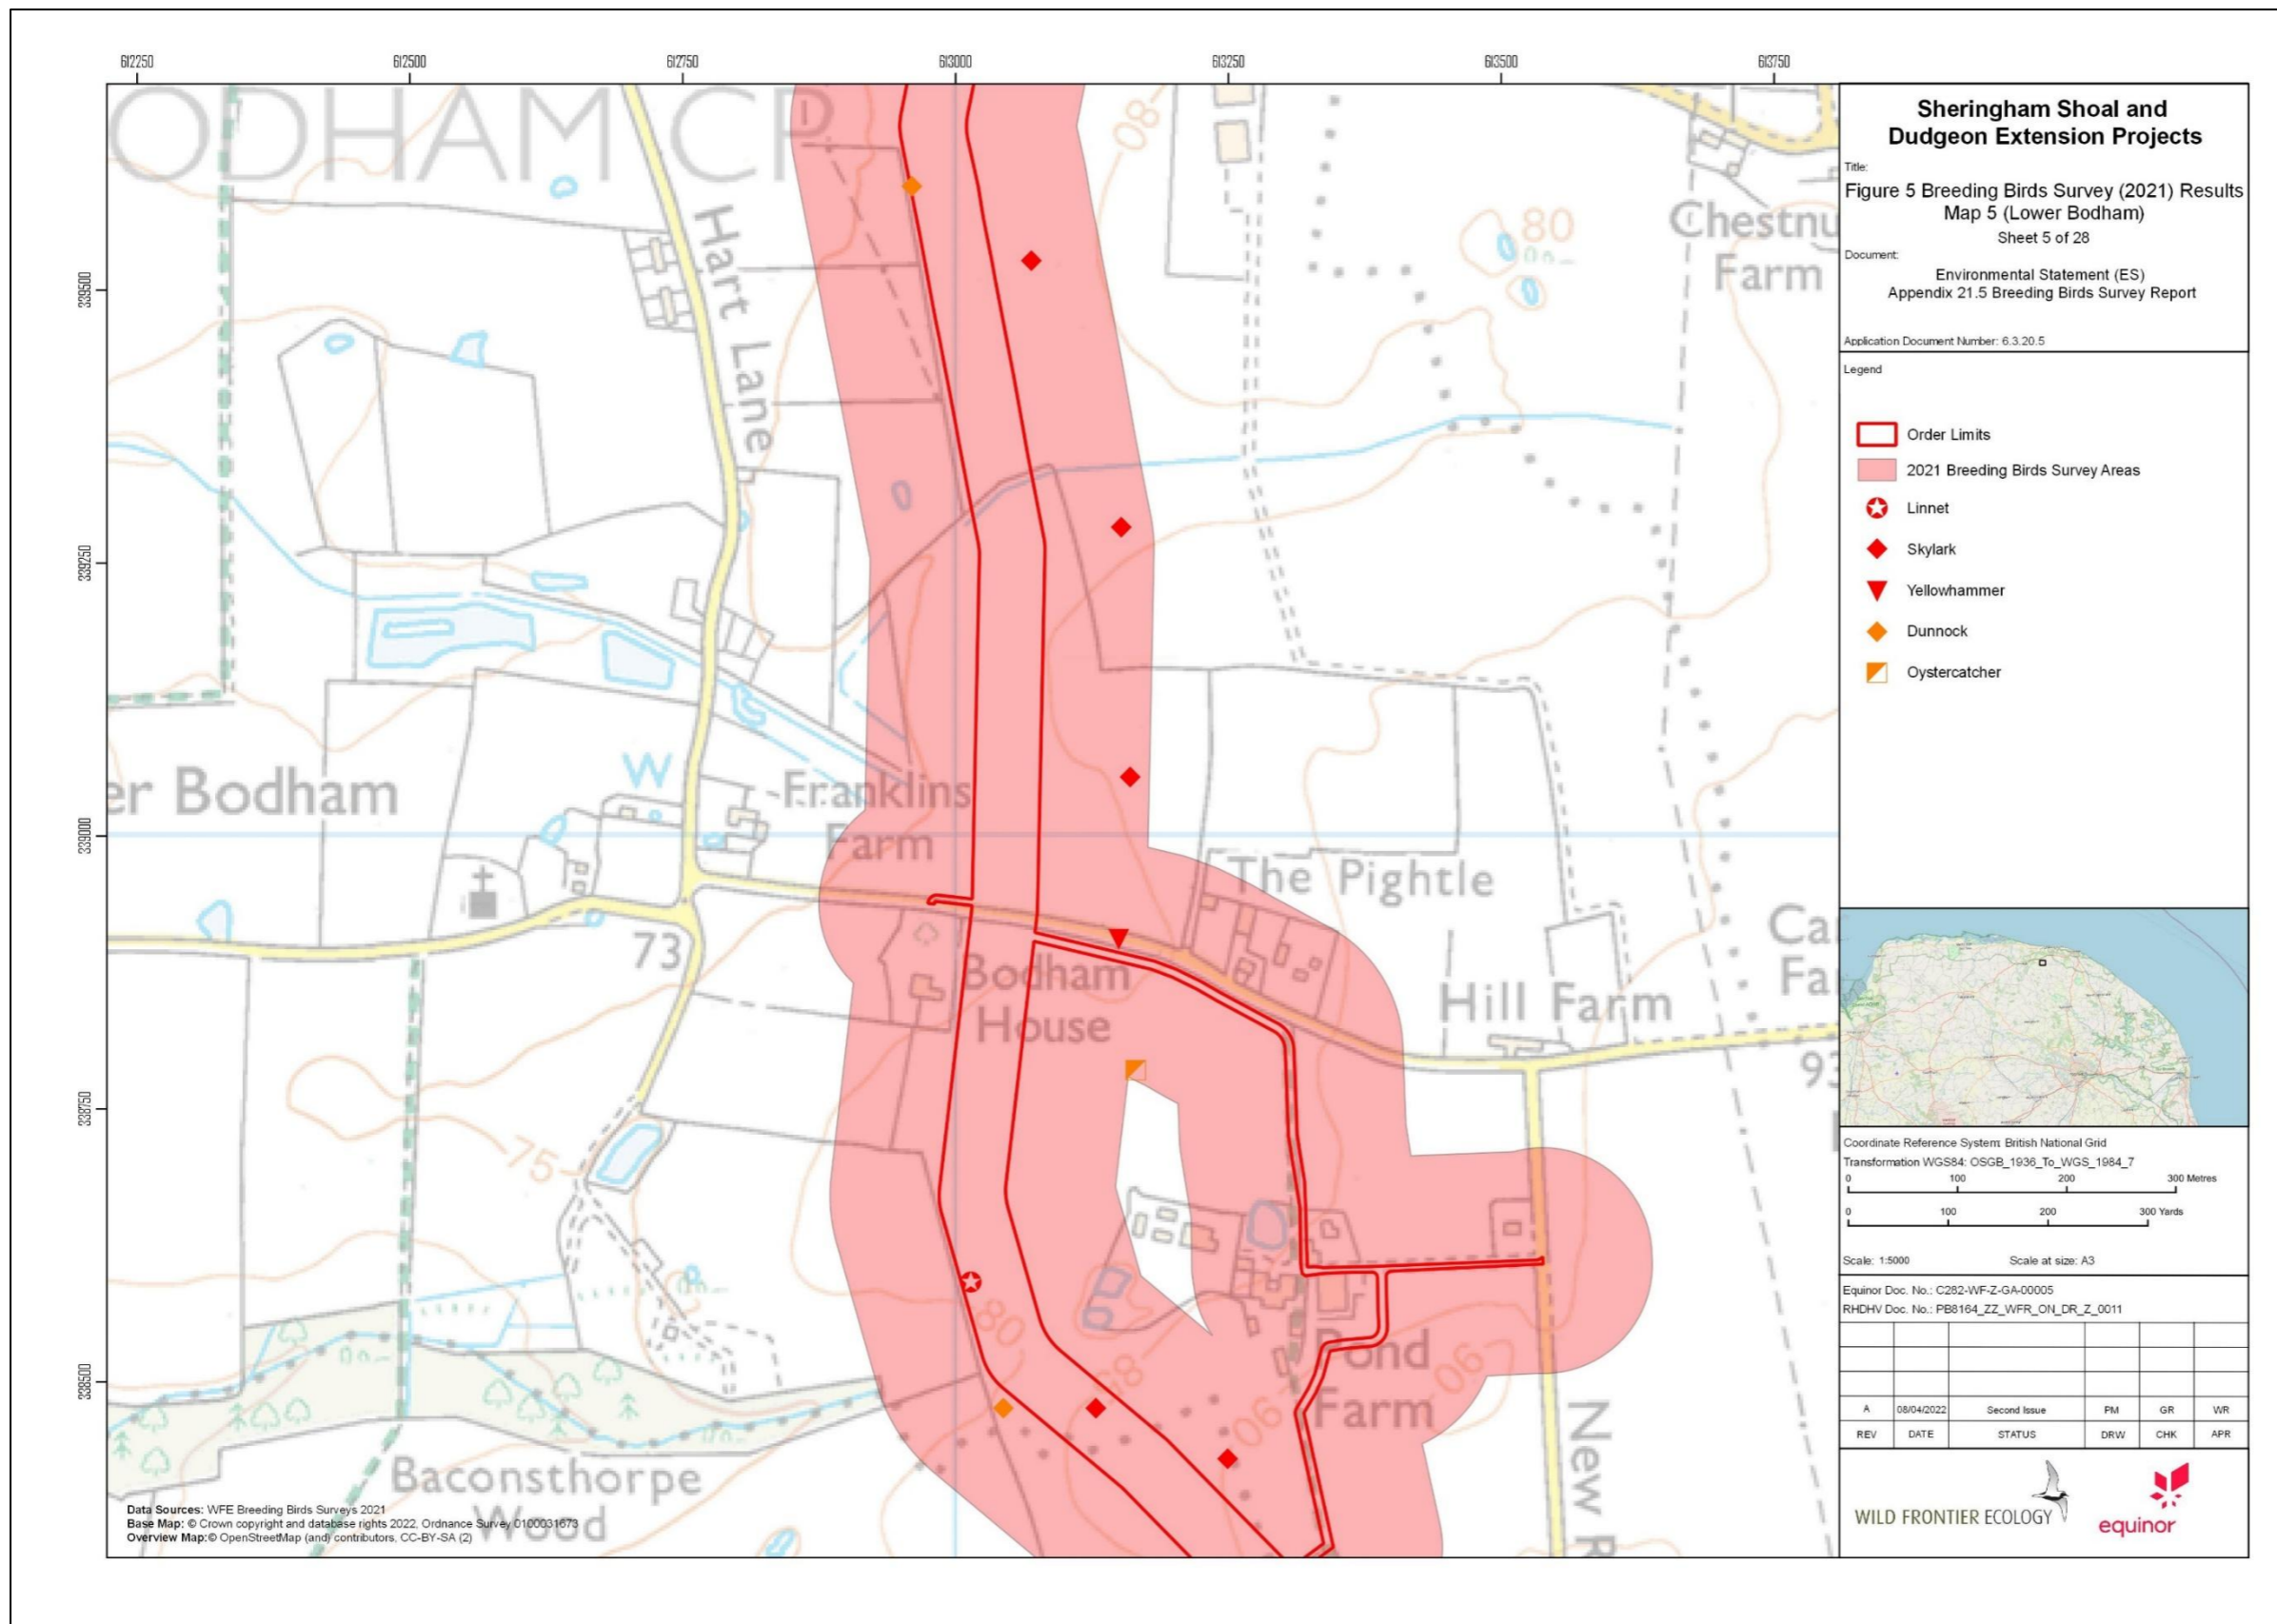 612250 612500 612750 613000 613250 613500 613750
339500
339250
339000
338750
338500
ODHAM CP
Hart Lane
80
80
Chestnu
Farm
er Bodham
W
Franklins
Farm
The Pightle
73
Bodham
House
Hill Farm
Ca
Fa
93
75
80
Pond
Farm
90
90
New R
Baconsthorpe
Wood
Data Sources: WFE Breeding Birds Surveys 2021
Base Map: © Crown copyright and database rights 2022, Ordnance Survey 0100031673
Overview Map:© OpenStreetMap (and) contributors, CC-BY-SA (2)
Sheringham Shoal and
Dudgeon Extension Projects
Title:
Figure 5 Breeding Birds Survey (2021) Results
Map 5 (Lower Bodham)
Sheet 5 of 28
Document:
Environmental Statement (ES)
Appendix 21.5 Breeding Birds Survey Report
Application Document Number: 6.3.20.5
Legend
Order Limits
2021 Breeding Birds Survey Areas
Linnet
Skylark
Yellowhammer
Dunnock
Oystercatcher
Coordinate Reference System: British National Grid
Transformation WGS84: OSGB_1936_To_WGS_1984_7
0 100 200 300 Metres
0 100 200 300 Yards
Scale: 1:5000 Scale at size: A3
Equinor Doc. No.: C282-WF-Z-GA-00005
RHDHV Doc. No.: PB8164_ZZ_WFR_ON_DR_Z_0011
A 08/04/2022 Second Issue PM GR WR
REV DATE STATUS DRW CHK APR
WILD FRONTIER ECOLOGY
equinor